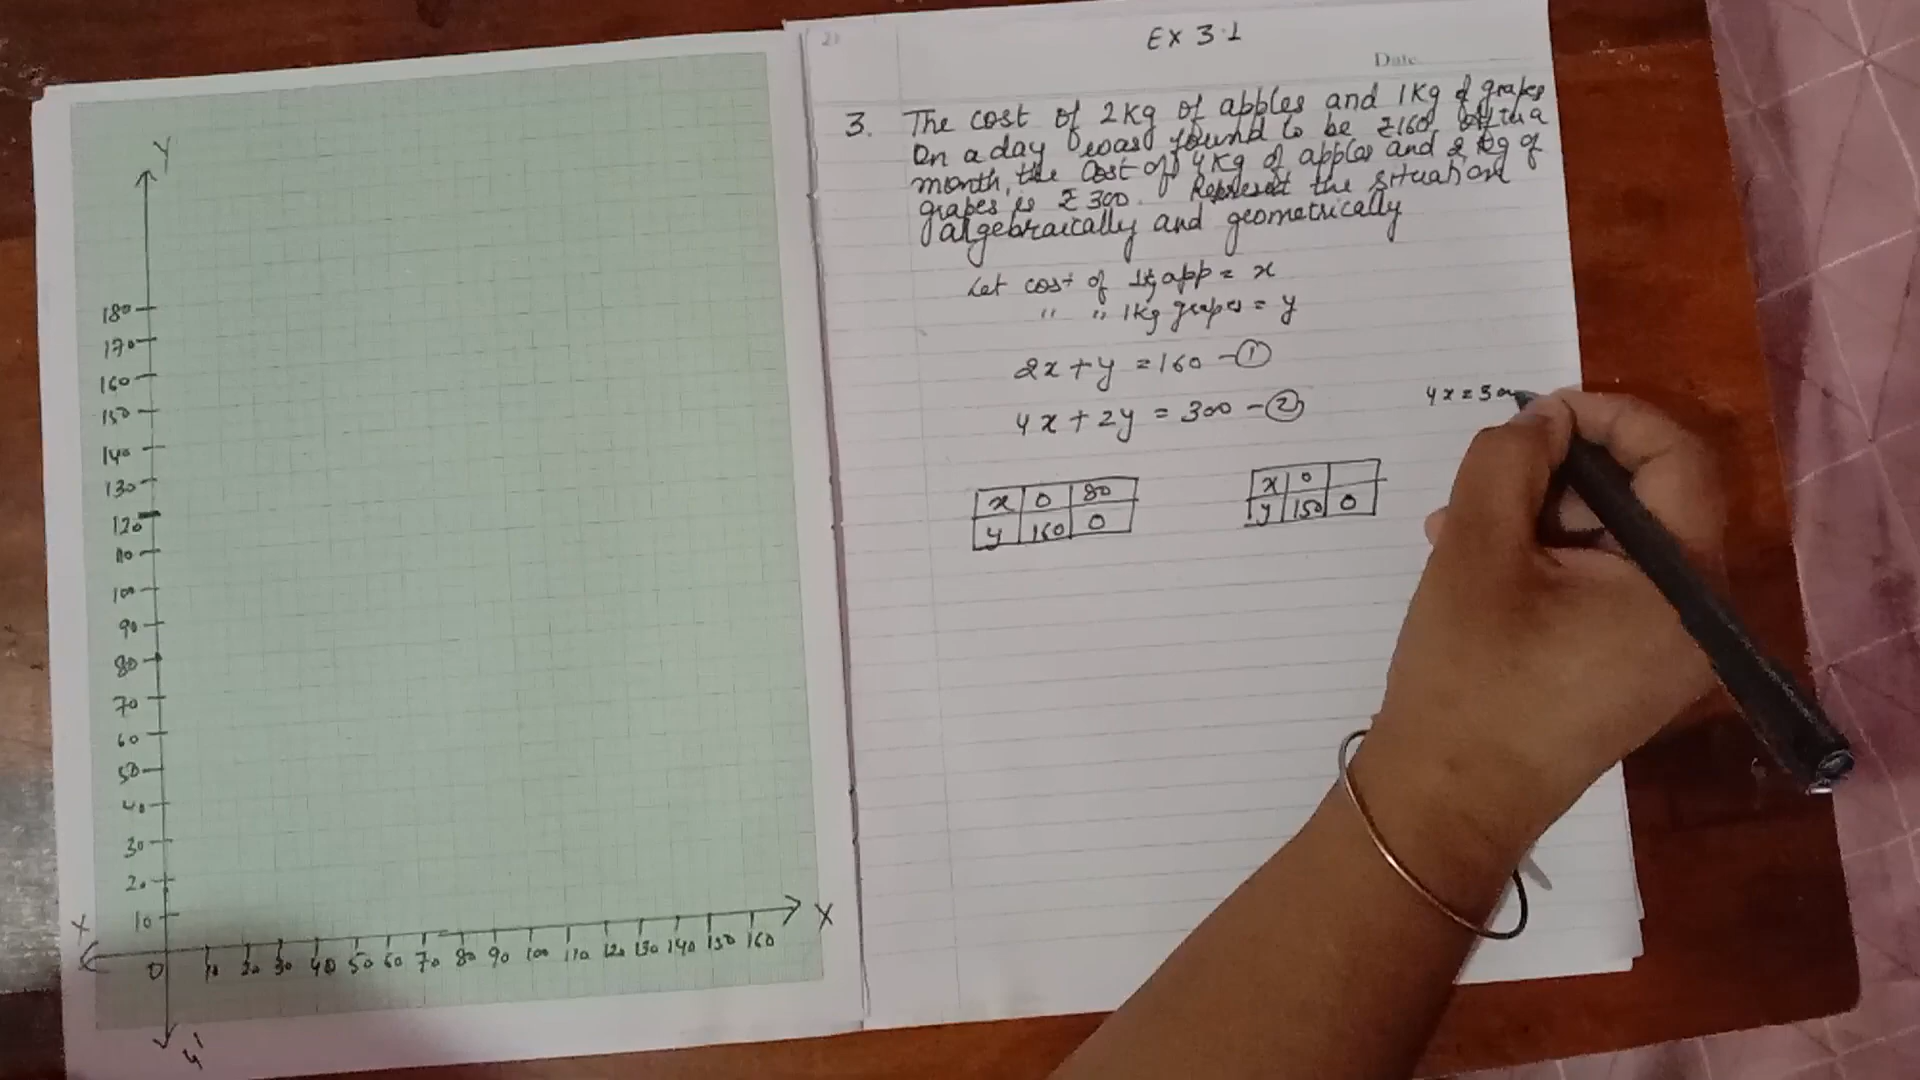 Y
180
170
160
150
140
130
120
110
100
90
80
70
60
50
40
30
20
10
X
0 10 20 30 40 50 60 70 80 90 100 110 120 130 140 150 160
X
y'
EX 3.1
Date
3. The cost of 2kg of apples and 1kg of grapes
on a day was found to be ₹160. After a
month, the cost of 4kg of apples and 2 kg of
grapes is ₹300. Represent the situation
algebraically and geometrically
Let cost of app = x
" " 1kg grapes = y
2x + y = 160 - ①
4x + 2y = 300 - ②
4x = 300
x 0 80
y 160 0
x 0
y 150 0